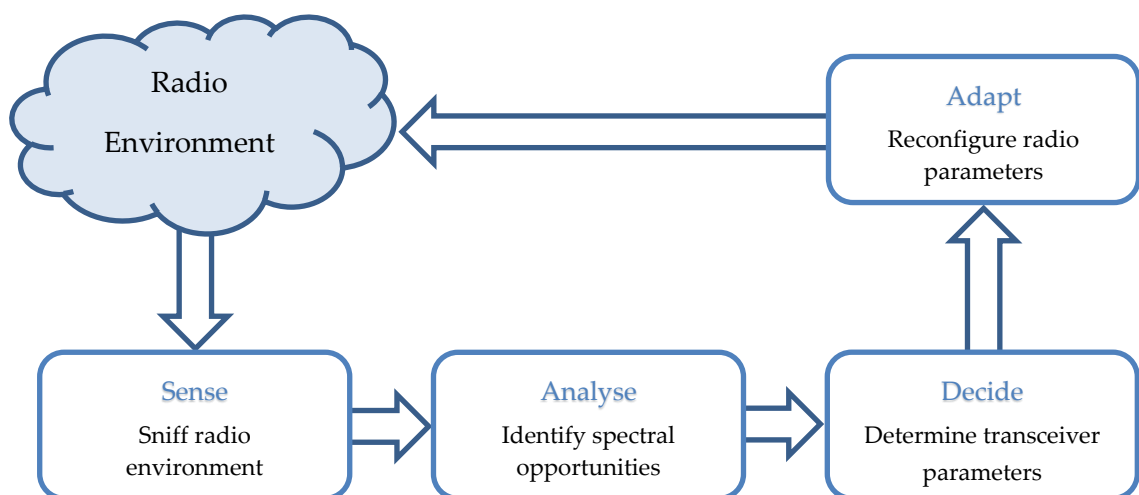 Radio
Environment
Adapt
Reconfigure radio
parameters
Sense
Sniff radio
environment
Analyse
Identify spectral
opportunities
Decide
Determine transceiver
parameters